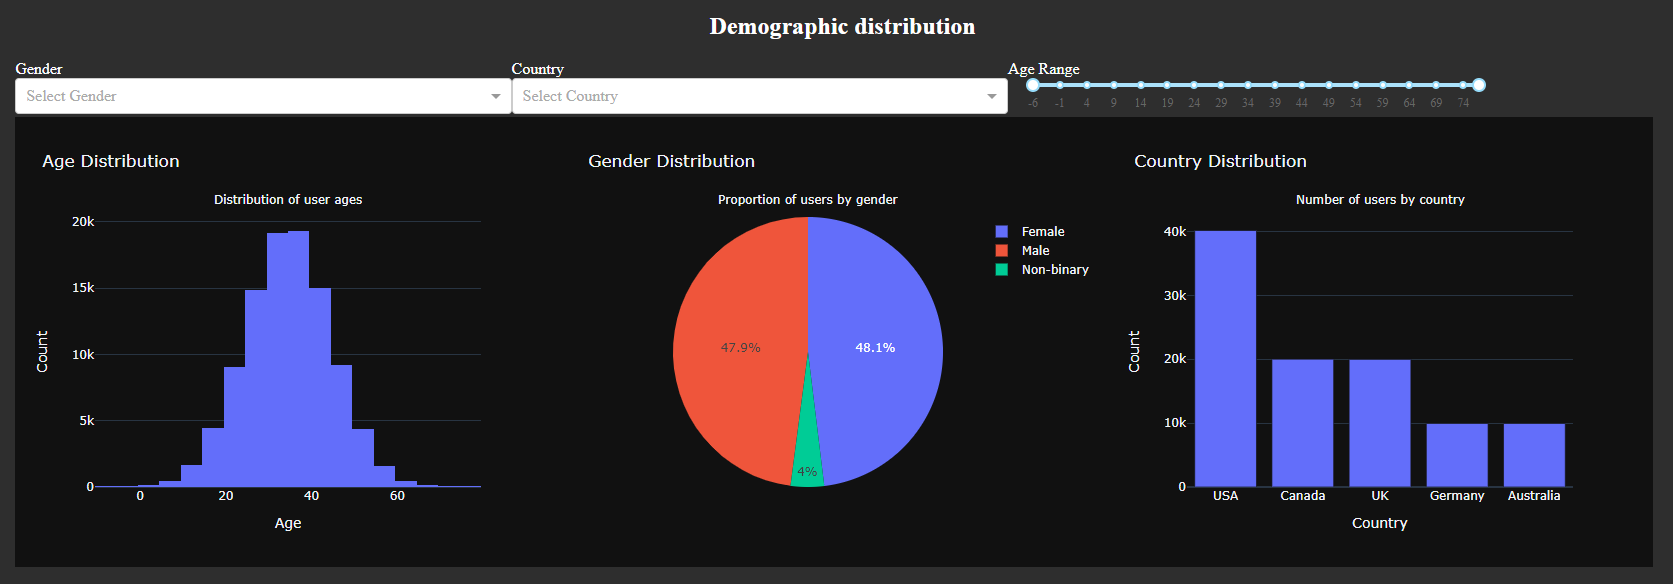 Demographic distribution
Gender
Country
Age Range
Select Gender
Select Country
-6 -1 4 9 14 19 24 29 34 39 44 49 54 59 64 69 74
Age Distribution
Distribution of user ages
20k
15k
10k
5k
0
Count
0 20 40 60
Age
Gender Distribution
Proportion of users by gender
47.9%
48.1%
4%
Female
Male
Non-binary
Country Distribution
Number of users by country
40k
30k
20k
10k
0
Count
USA Canada UK Germany Australia
Country